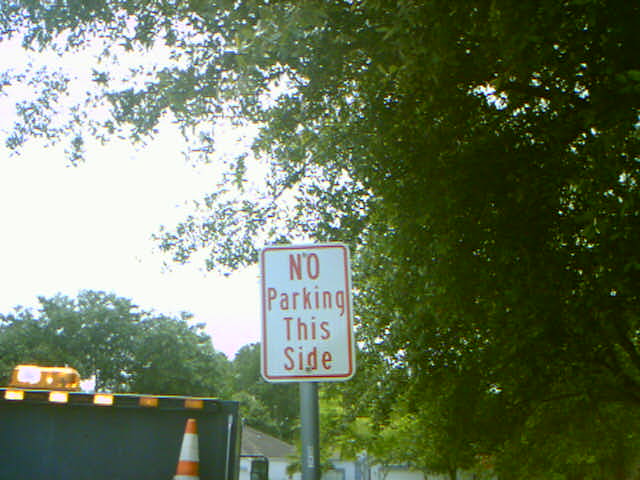 NO
Parking
This
Side